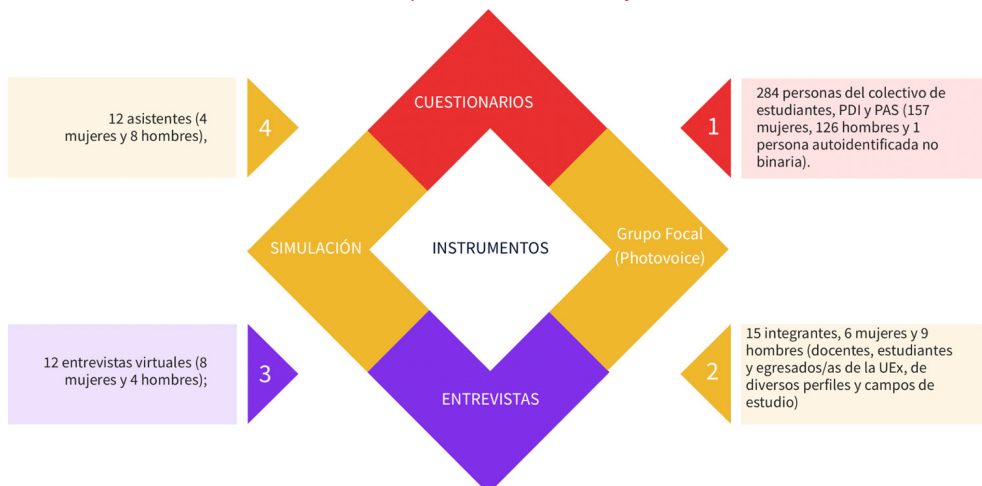 CUESTIONARIOS
12 asistentes (4
mujeres y 8 hombres),
4
1
284 personas del colectivo de
estudiantes, PDI y PAS (157
mujeres, 126 hombres y 1
persona autoidentificada no
binaria).
SIMULACIÓN
INSTRUMENTOS
Grupo Focal
(Photovoice)
12 entrevistas virtuales (8
mujeres y 4 hombres);
3
2
15 integrantes, 6 mujeres y 9
hombres (docentes, estudiantes
y egresados/as de la UEx, de
diversos perfiles y campos de
estudio)
ENTREVISTAS